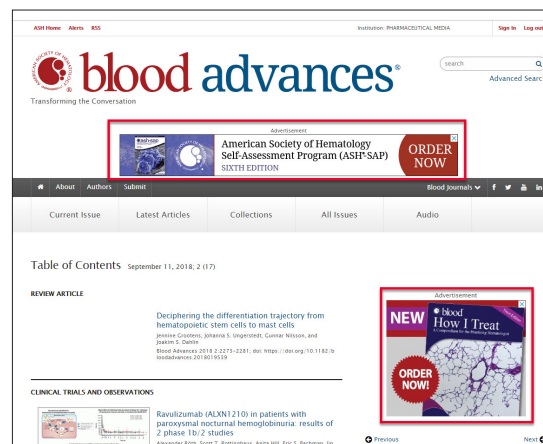 ASH Home Alerts RSS
Institution: PHARMACEUTICAL MEDIA
Sign In Log out
AMERICAN SOCIETY OF HEMATOLOGY
blood advances®
search
Advanced Searc
Transforming the Conversation
Advertisement
American Society of Hematology
Self-Assessment Program (ASH®-SAP)
SIXTH EDITION
ORDER
NOW
About Authors Submit
Blood Journals
Current Issue Latest Articles Collections All Issues Audio
Table of Contents September 11, 2018; 2 (17)
REVIEW ARTICLE
Deciphering the differentiation trajectory from
hematopoietic stem cells to mast cells
Jennine Grootens, Johanna S. Ungerstedt, Gunnar Nilsson, and
Joakim S. Dahlin
Blood Advances 2018 2:2273-2281, doi: https://doi.org/10.1182/b
loodadvances.2018019539
Advertisement
NEW
blood
How I Treat
ORDER
NOW!
CLINICAL TRIALS AND OBSERVATIONS
Ravulizumab (ALXN1210) in patients with
paroxysmal nocturnal hemoglobinuria: results of
2 phase 1b/2 studies
Previous Next